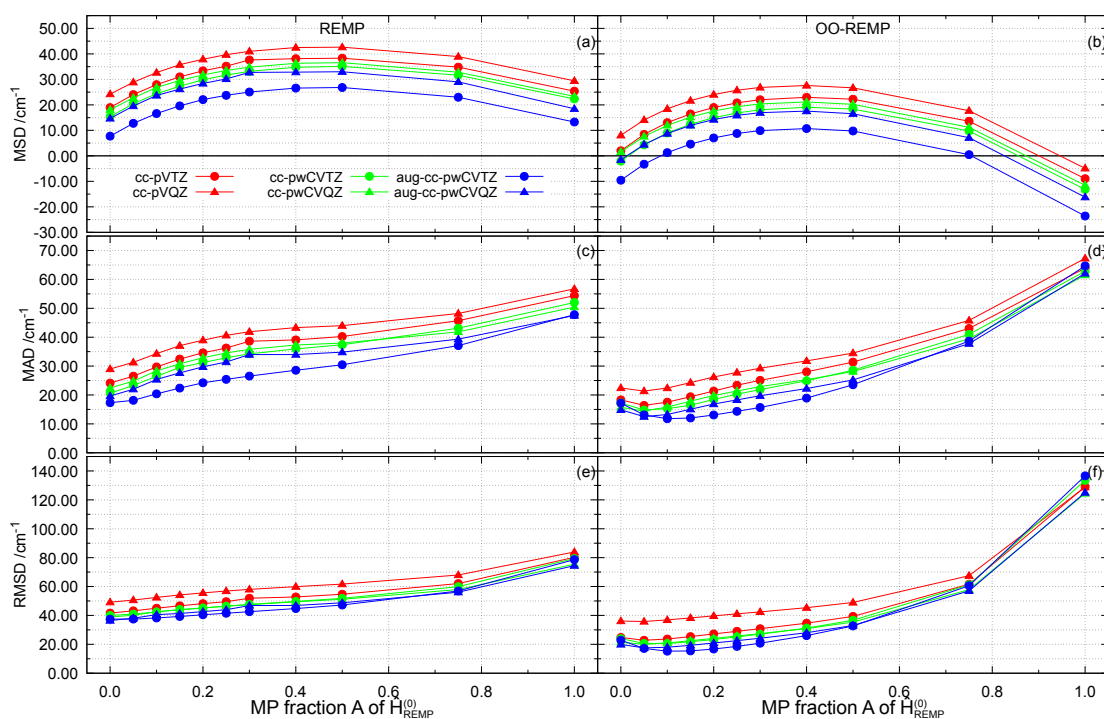 REMP
OO-REMP
MSD /cm⁻¹
50.00
40.00
30.00
20.00
10.00
0.00
-10.00
-20.00
-30.00
(a)
(b)
cc-pVTZ
cc-pwCVTZ
aug-cc-pwCVTZ
cc-pVQZ
cc-pwCVQZ
aug-cc-pwCVQZ
MAD /cm⁻¹
70.00
60.00
50.00
40.00
30.00
20.00
10.00
0.00
(c)
(d)
RMSD /cm⁻¹
140.00
120.00
100.00
80.00
60.00
40.00
20.00
0.00
(e)
(f)
0.0 0.2 0.4 0.6 0.8 1.0
0.0 0.2 0.4 0.6 0.8 1.0
MP fraction A of H(0)REMP
MP fraction A of H(0)REMP